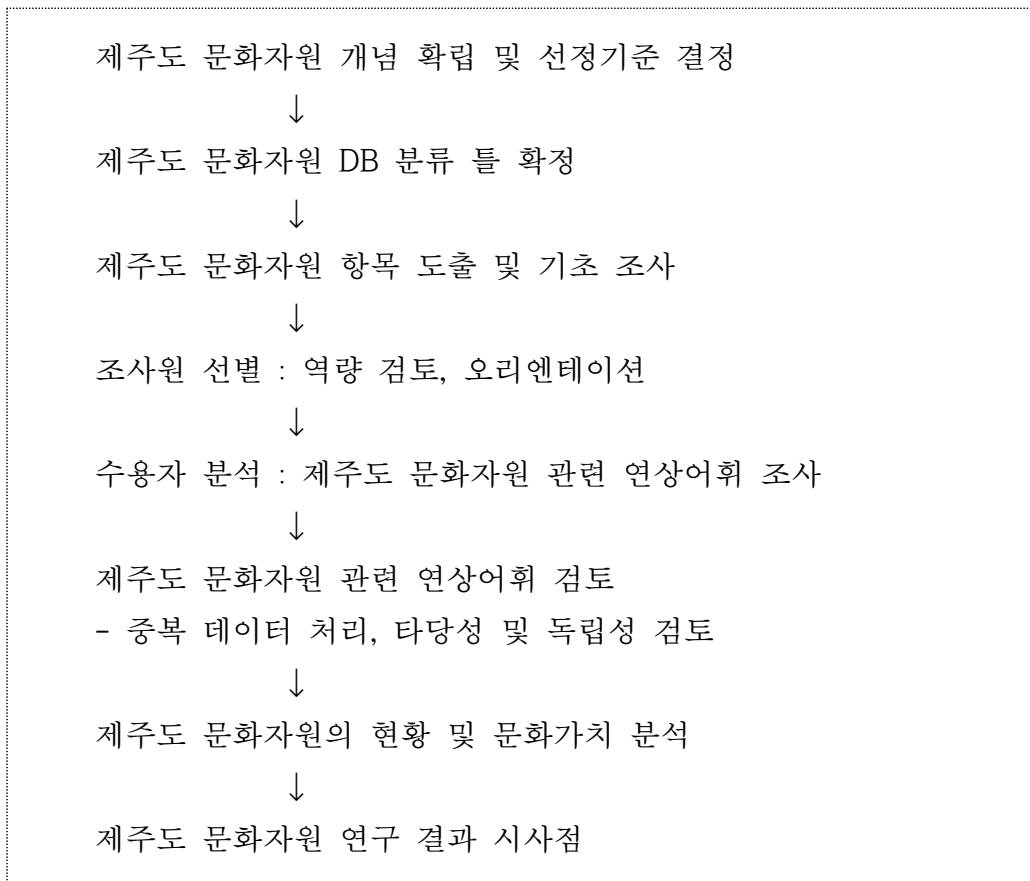 제주도 문화자원 개념 확립 및 선정기준 결정
↓
제주도 문화자원 DB 분류 틀 확정
↓
제주도 문화자원 항목 도출 및 기초 조사
↓
조사원 선별 : 역량 검토, 오리엔테이션
↓
수용자 분석 : 제주도 문화자원 관련 연상어휘 조사
↓
제주도 문화자원 관련 연상어휘 검토
- 중복 데이터 처리, 타당성 및 독립성 검토
↓
제주도 문화자원의 현황 및 문화가치 분석
↓
제주도 문화자원 연구 결과 시사점